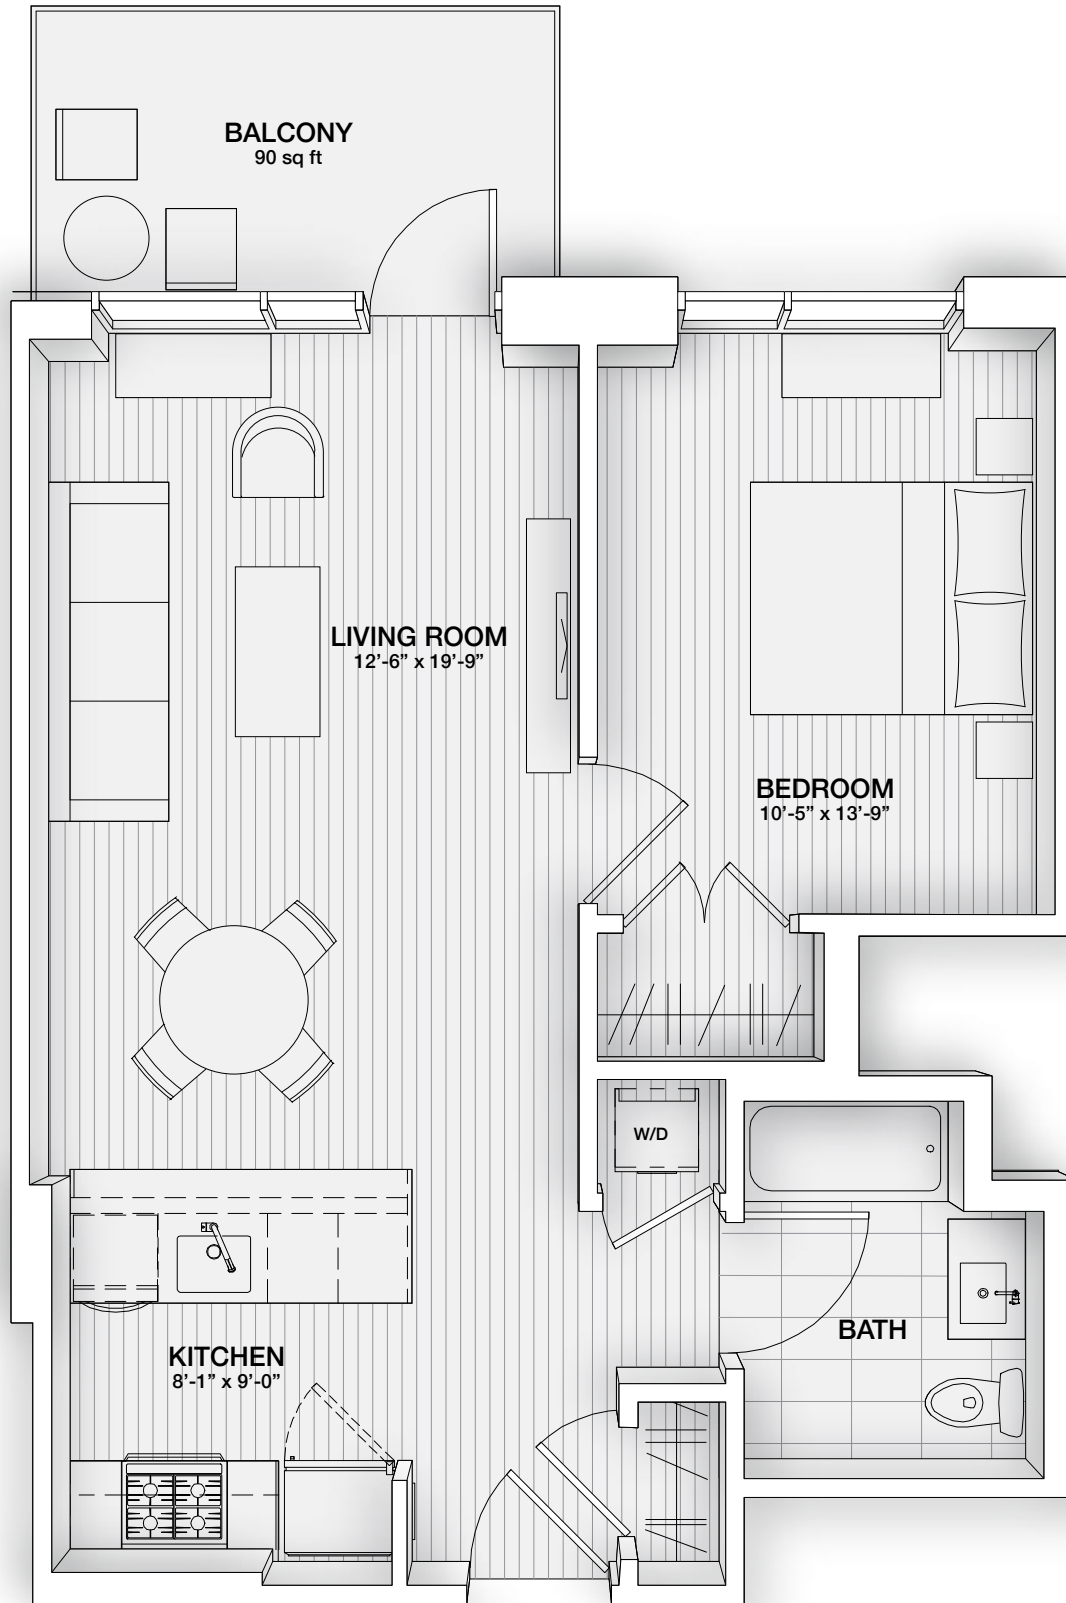 BALCONY
90 sq ft
LIVING ROOM
12’-6” x 19’-9”
BEDROOM
10’-5” x 13’-9”
W/D
BATH
KITCHEN
8’-1” x 9’-0”